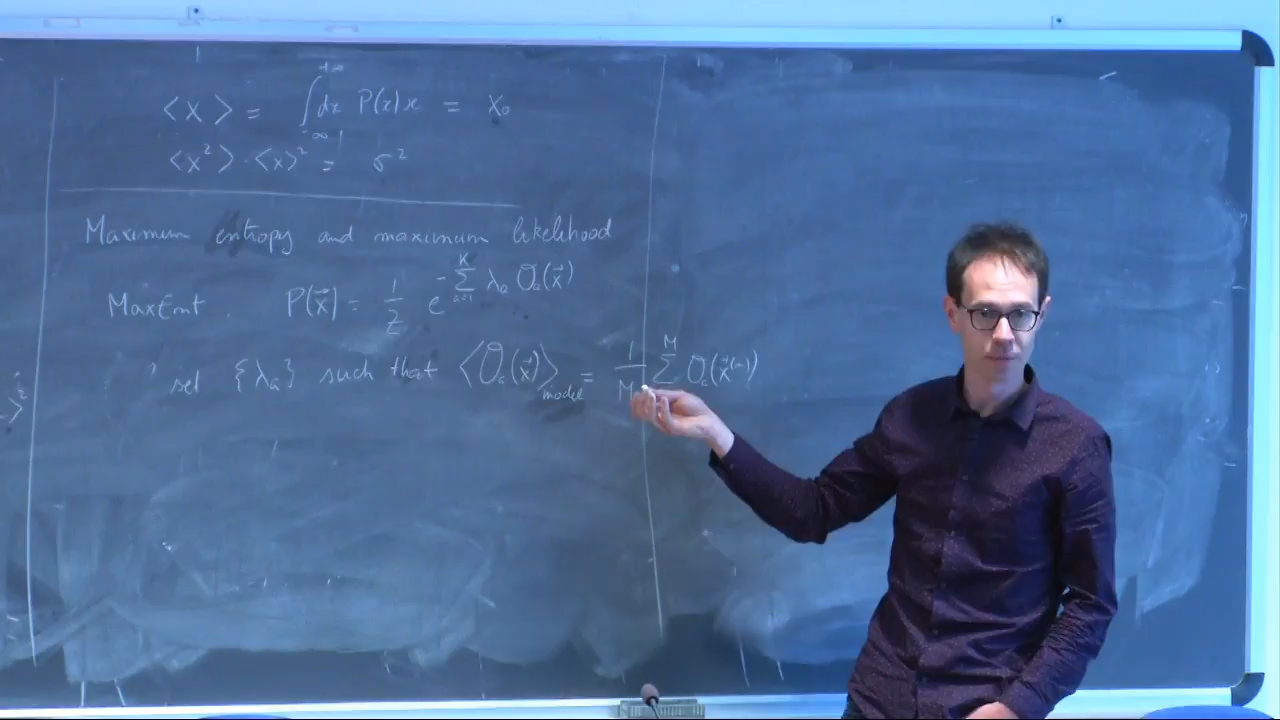 <X> = ∫_{-∞}^{+∞} dx P(x) x = X₀
<X²> - <X>² = σ²
Maximum entropy and maximum likelihood
MaxEnt. P(x⃗) = 1/Z e^{-∑_{a=1}^{K} λ_a O_a(x⃗)}
set {λ_a} such that <O_a(x⃗)>_model = 1/M ∑^{M} O_a(x⃗^{(m)})
>²